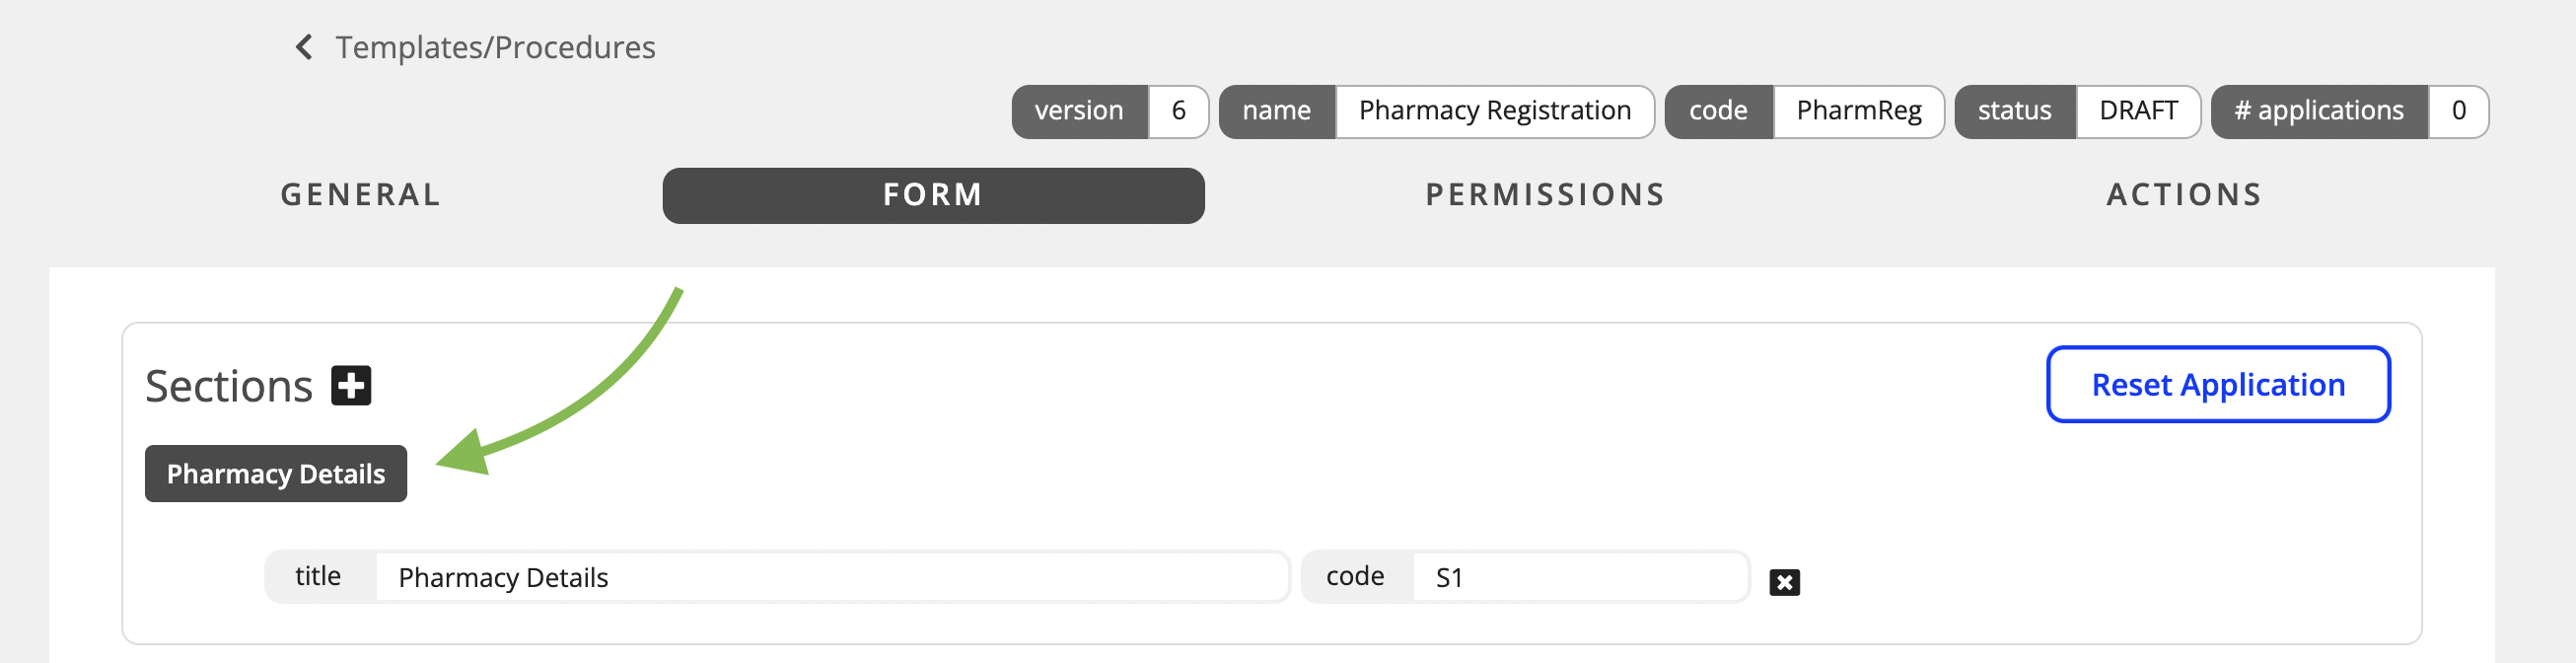 Templates/Procedures
version 6 name Pharmacy Registration code PharmReg status DRAFT # applications 0
GENERAL FORM PERMISSIONS ACTIONS
Sections
Reset Application
Pharmacy Details
title Pharmacy Details code S1